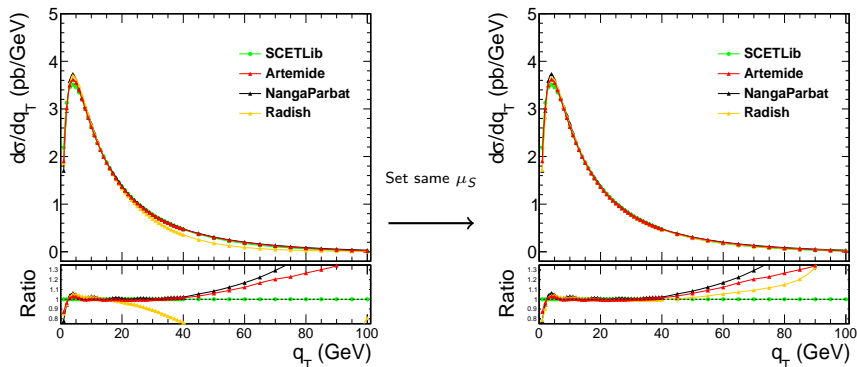 dσ/dq_T (pb/GeV)
5
4
3
2
1
0
SCETLib
Artemide
NangaParbat
Radish
Ratio
1.3
1.2
1.1
1
0.9
0.8
0 20 40 60 80 100
q_T (GeV)
Set same μ_S
dσ/dq_T (pb/GeV)
5
4
3
2
1
0
SCETLib
Artemide
NangaParbat
Radish
Ratio
1.3
1.2
1.1
1
0.9
0.8
0 20 40 60 80 100
q_T (GeV)